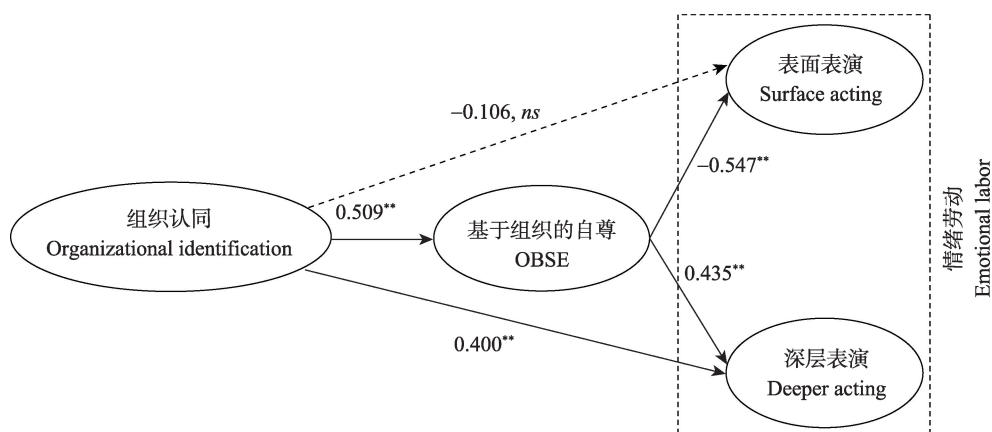 表面表演
Surface acting
−0.106, ns
−0.547**
组织认同
Organizational identification
0.509**
基于组织的自尊
OBSE
0.435**
0.400**
深层表演
Deeper acting
情绪劳动
Emotional labor